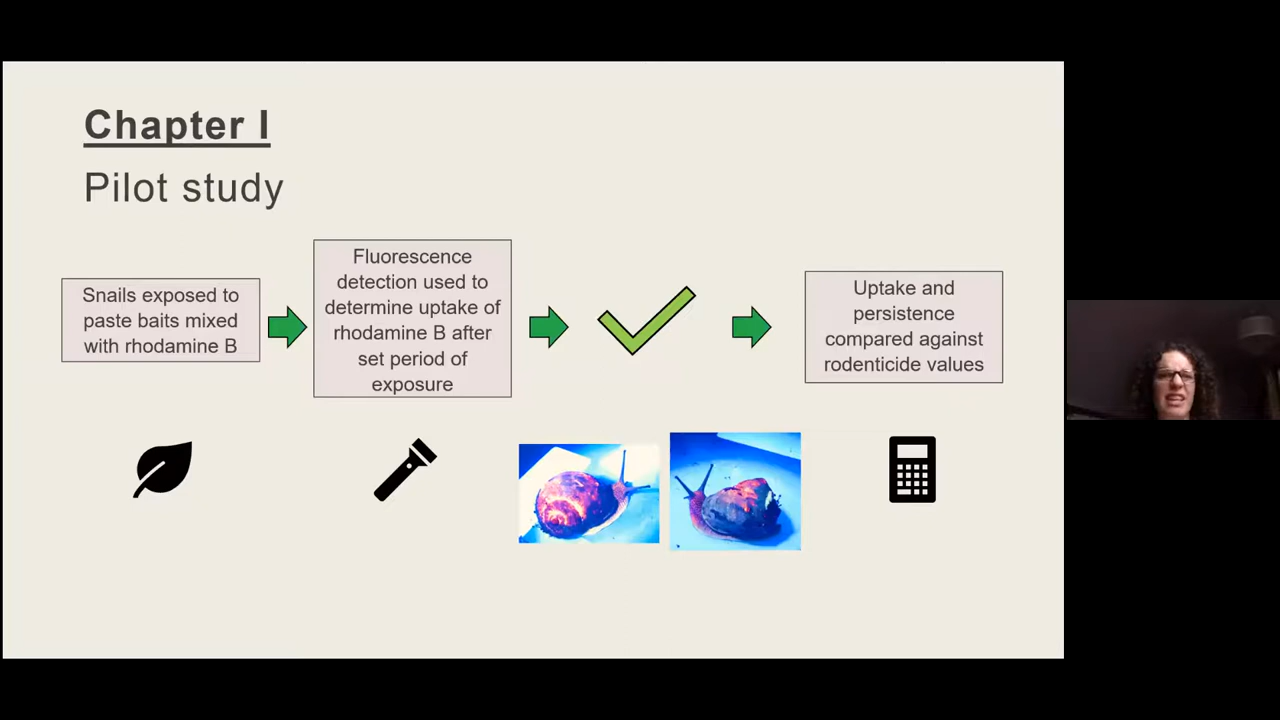 Chapter I
Pilot study
Snails exposed to
paste baits mixed
with rhodamine B
Fluorescence
detection used to
determine uptake of
rhodamine B after
set period of
exposure
Uptake and
persistence
compared against
rodenticide values